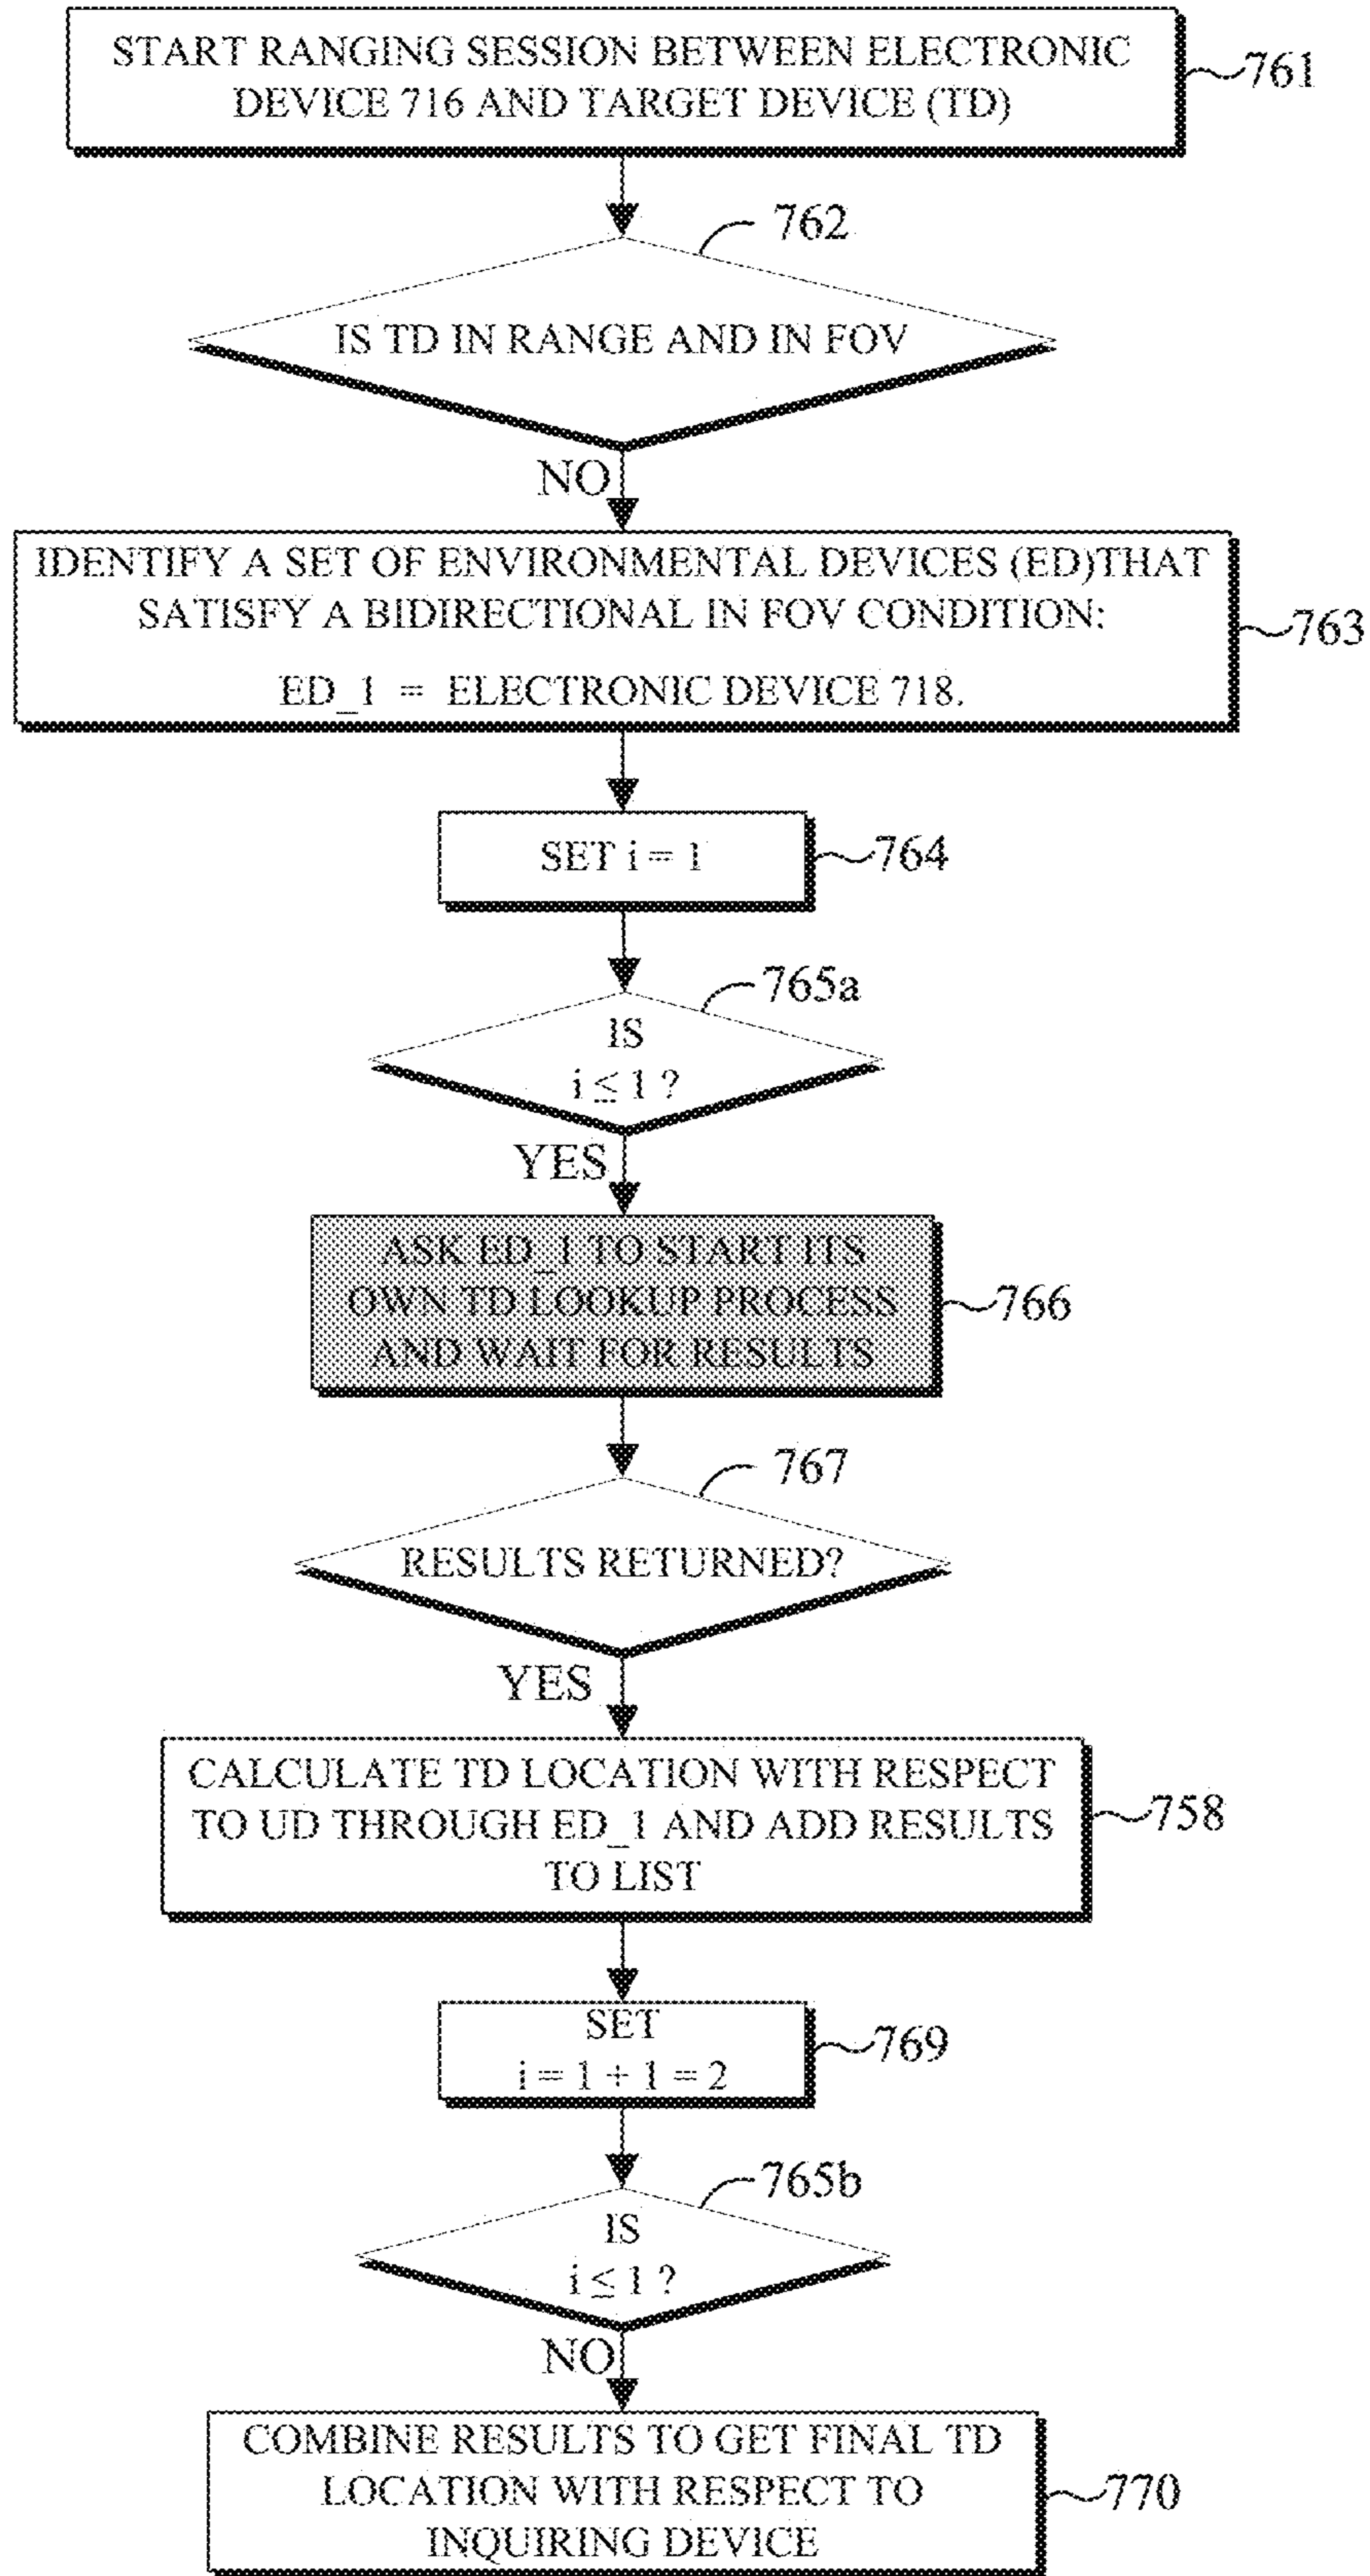 START RANGING SESSION BETWEEN ELECTRONIC
DEVICE 716 AND TARGET DEVICE (TD)
761
762
IS TD IN RANGE AND IN FOV
NO
IDENTIFY A SET OF ENVIRONMENTAL DEVICES (ED)THAT
SATISFY A BIDIRECTIONAL IN FOV CONDITION:
ED_1 = ELECTRONIC DEVICE 718.
763
SET i = 1
764
765a
IS
i ≤ 1 ?
YES
ASK ED_1 TO START ITS
OWN TD LOOKUP PROCESS
AND WAIT FOR RESULTS
766
767
RESULTS RETURNED?
YES
CALCULATE TD LOCATION WITH RESPECT
TO UD THROUGH ED_1 AND ADD RESULTS
TO LIST
758
SET
i = 1 + 1 = 2
769
765b
IS
i ≤ 1 ?
NO
COMBINE RESULTS TO GET FINAL TD
LOCATION WITH RESPECT TO
INQUIRING DEVICE
770